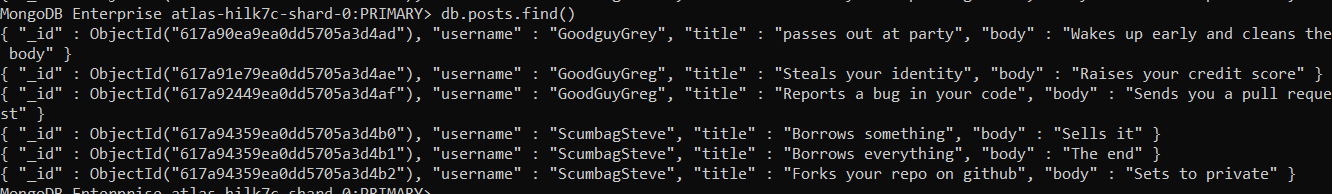 MongoDB Enterprise atlas-hilk7c-shard-0:PRIMARY> db.posts.find()
{ "_id" : ObjectId("617a90ea9ea0dd5705a3d4ad"), "username" : "GoodguyGrey", "title" : "passes out at party", "body" : "Wakes up early and cleans the
 body" }
{ "_id" : ObjectId("617a91e79ea0dd5705a3d4ae"), "username" : "GoodGuyGreg", "title" : "Steals your identity", "body" : "Raises your credit score" }
{ "_id" : ObjectId("617a92449ea0dd5705a3d4af"), "username" : "GoodGuyGreg", "title" : "Reports a bug in your code", "body" : "Sends you a pull reque
st" }
{ "_id" : ObjectId("617a94359ea0dd5705a3d4b0"), "username" : "ScumbagSteve", "title" : "Borrows something", "body" : "Sells it" }
{ "_id" : ObjectId("617a94359ea0dd5705a3d4b1"), "username" : "ScumbagSteve", "title" : "Borrows everything", "body" : "The end" }
{ "_id" : ObjectId("617a94359ea0dd5705a3d4b2"), "username" : "ScumbagSteve", "title" : "Forks your repo on github", "body" : "Sets to private" }
MongoDB Enterprise atlas-hilk7c-shard-0:PRIMARY>